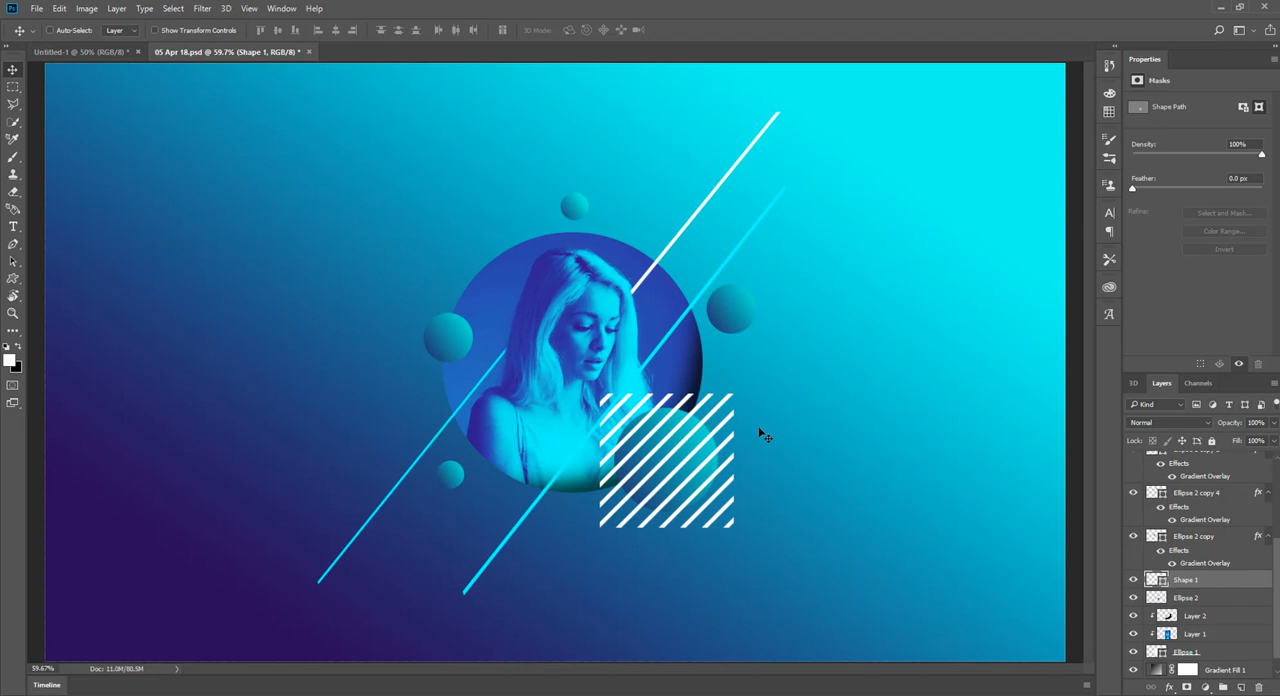 Ps File Edit Image Layer Type Select Filter 3D View Window Help
Auto-Select: Layer Show Transform Controls 3D Mode:
Untitled-1 @ 50% (RGB/8) * × 05 Apr 18.psd @ 59.7% (Shape 1, RGB/8) * ×
Properties
Masks
Shape Path
Density: 100%
Feather: 0.0 px
Refine: Select and Mask...
Color Range...
Invert
3D Layers Channels
Kind
Normal Opacity: 100%
Lock: Fill: 100%
Effects
Gradient Overlay
Ellipse 2 copy 4 fx
Effects
Gradient Overlay
Ellipse 2 copy fx
Effects
Gradient Overlay
Shape 1
Ellipse 2
Layer 2
Layer 1
Ellipse 1
Gradient Fill 1
59.67% Doc: 11.0M/80.5M
Timeline